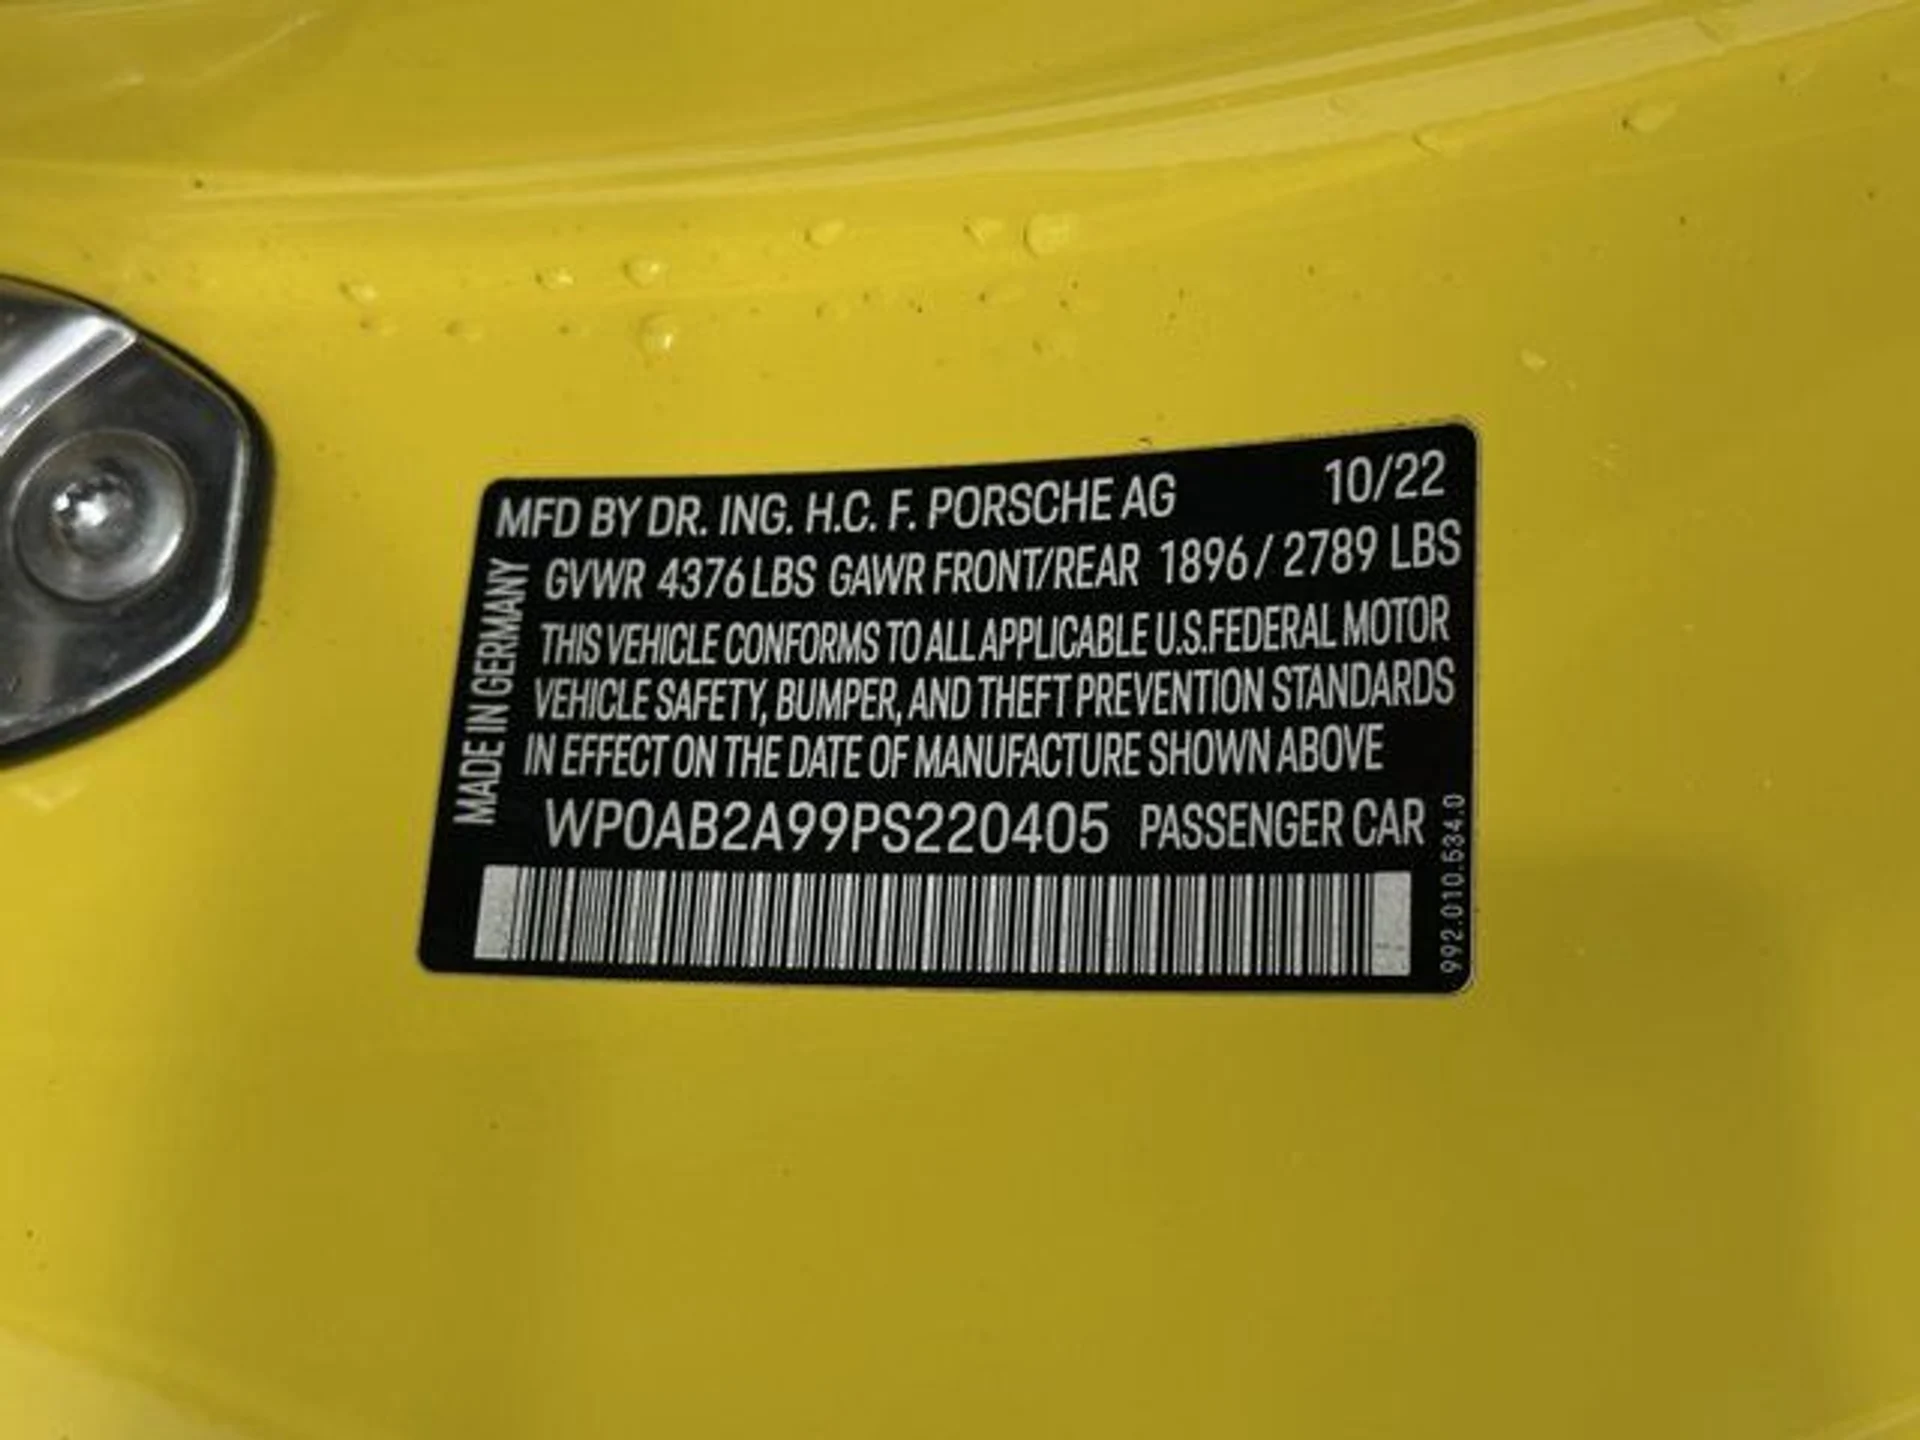 MFD BY DR. ING. H.C. F. PORSCHE AG 10/22
GVWR 4376 LBS GAWR FRONT/REAR 1896 / 2789 LBS
THIS VEHICLE CONFORMS TO ALL APPLICABLE U.S.FEDERAL MOTOR
VEHICLE SAFETY, BUMPER, AND THEFT PREVENTION STANDARDS
IN EFFECT ON THE DATE OF MANUFACTURE SHOWN ABOVE
WP0AB2A99PS220405 PASSENGER CAR
MADE IN GERMANY
992.010.534.0